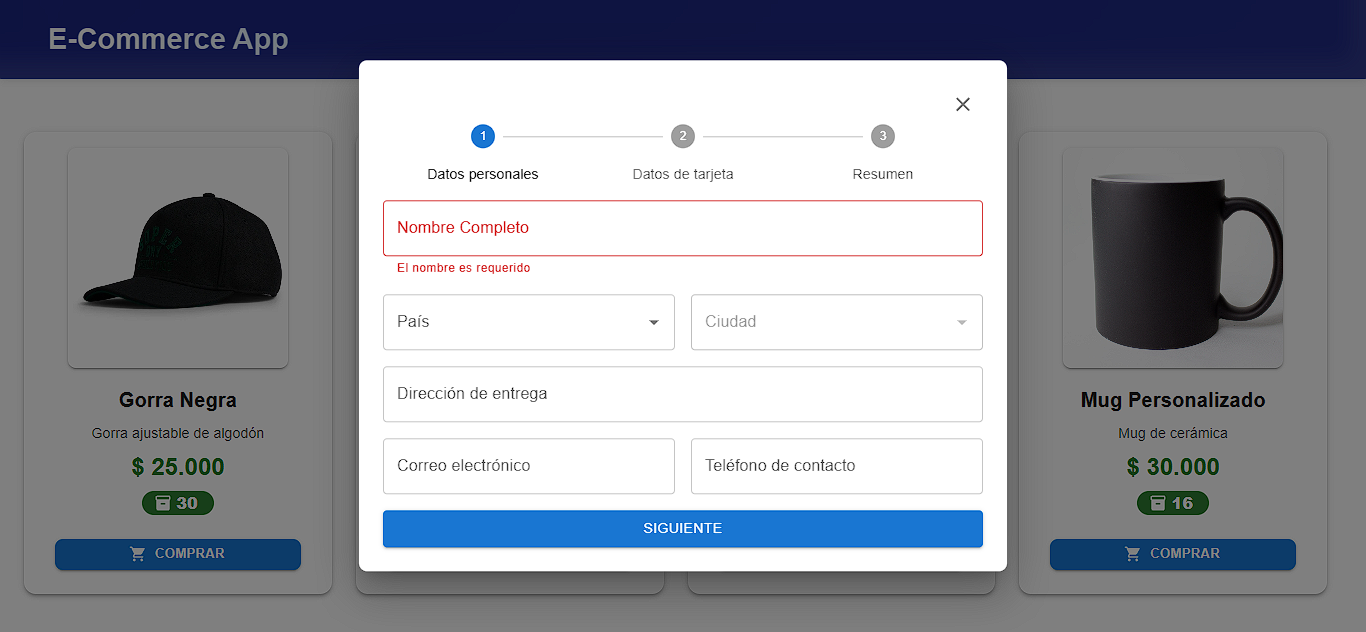 E-Commerce App
1
2
3
Datos personales
Datos de tarjeta
Resumen
Nombre Completo
El nombre es requerido
País
Ciudad
Dirección de entrega
Correo electrónico
Teléfono de contacto
SIGUIENTE
Gorra Negra
Gorra ajustable de algodón
$ 25.000
30
COMPRAR
Mug Personalizado
Mug de cerámica
$ 30.000
16
COMPRAR